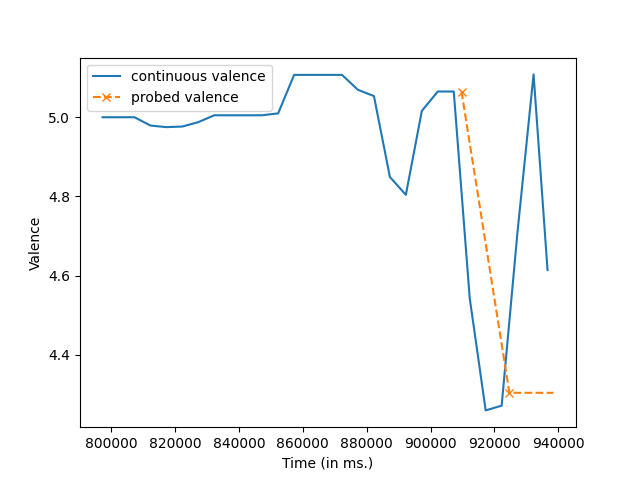 continuous valence
probed valence
5.0
4.8
4.6
4.4
Valence
800000 820000 840000 860000 880000 900000 920000 940000
Time (in ms.)